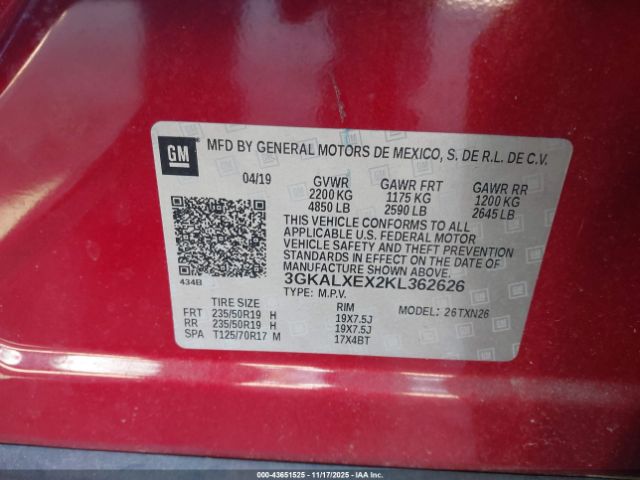 GM
MFD BY GENERAL MOTORS DE MEXICO, S. DE R.L. DE C.V.
04/19 GVWR GAWR FRT GAWR RR
2200 KG 1175 KG 1200 KG
4850 LB 2590 LB 2645 LB
THIS VEHICLE CONFORMS TO ALL
APPLICABLE U.S. FEDERAL MOTOR
VEHICLE SAFETY AND THEFT PREVENTION
STANDARDS IN EFFECT ON THE DATE OF
MANUFACTURE SHOWN ABOVE.
434B
3GKALXEX2KL362626
TYPE: M.P.V.
TIRE SIZE RIM MODEL: 26TXN26
FRT 235/50R19 H 19X7.5J
RR 235/50R19 H 19X7.5J
SPA T125/70R17 M 17X4BT
000-43651525 - 11/17/2025 - IAA Inc.